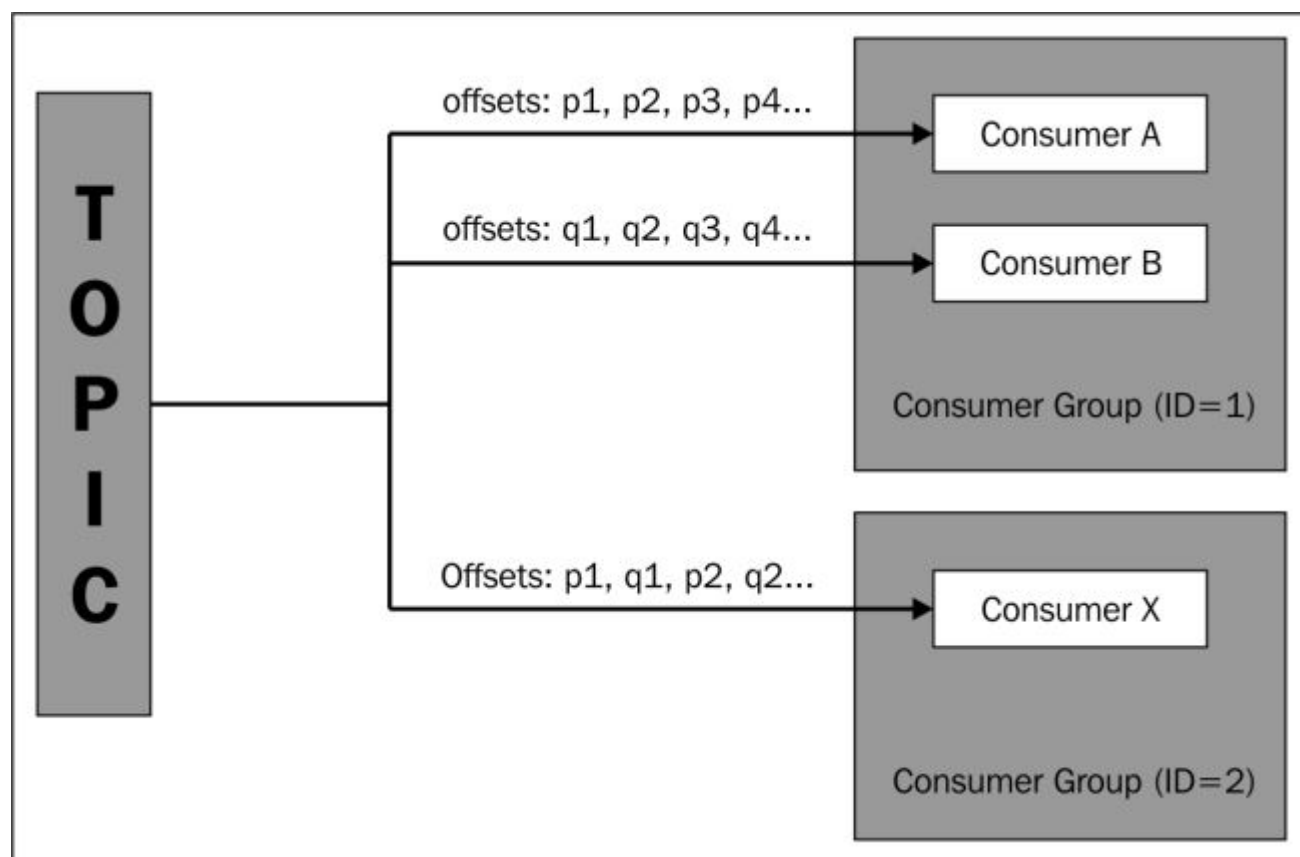 TOPIC
offsets: p1, p2, p3, p4...
Consumer A
offsets: q1, q2, q3, q4...
Consumer B
Consumer Group (ID=1)
Offsets: p1, q1, p2, q2...
Consumer X
Consumer Group (ID=2)